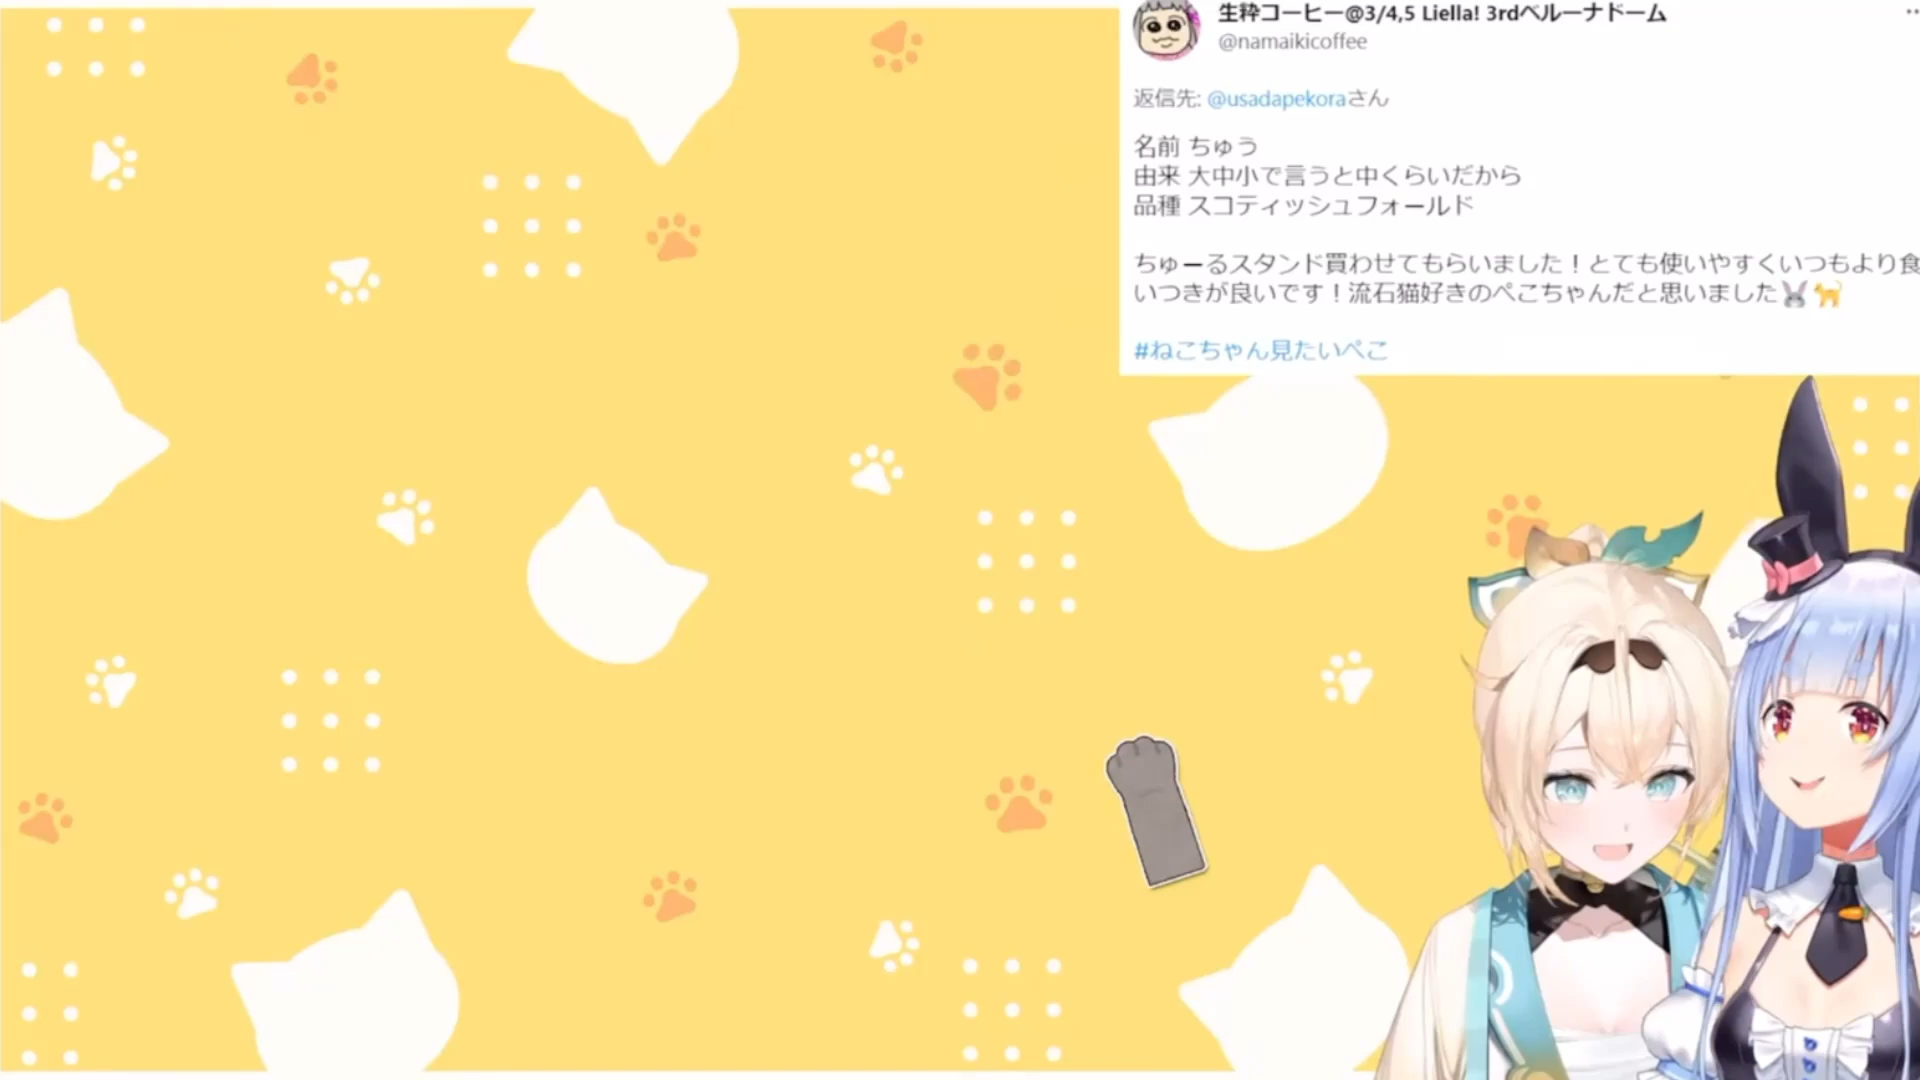 生粋コーヒー@3/4,5 Liella! 3rdベルーナドーム
@namaikicoffee
返信先: @usadapekoraさん
名前 ちゅう
由来 大中小で言うと中くらいだから
品種 スコティッシュフォールド
ちゅーるスタンド買わせてもらいました！とても使いやすくいつもより食
いつきが良いです！流石猫好きのぺこちゃんだと思いました🐰🐈
#ねこちゃん見たいぺこ